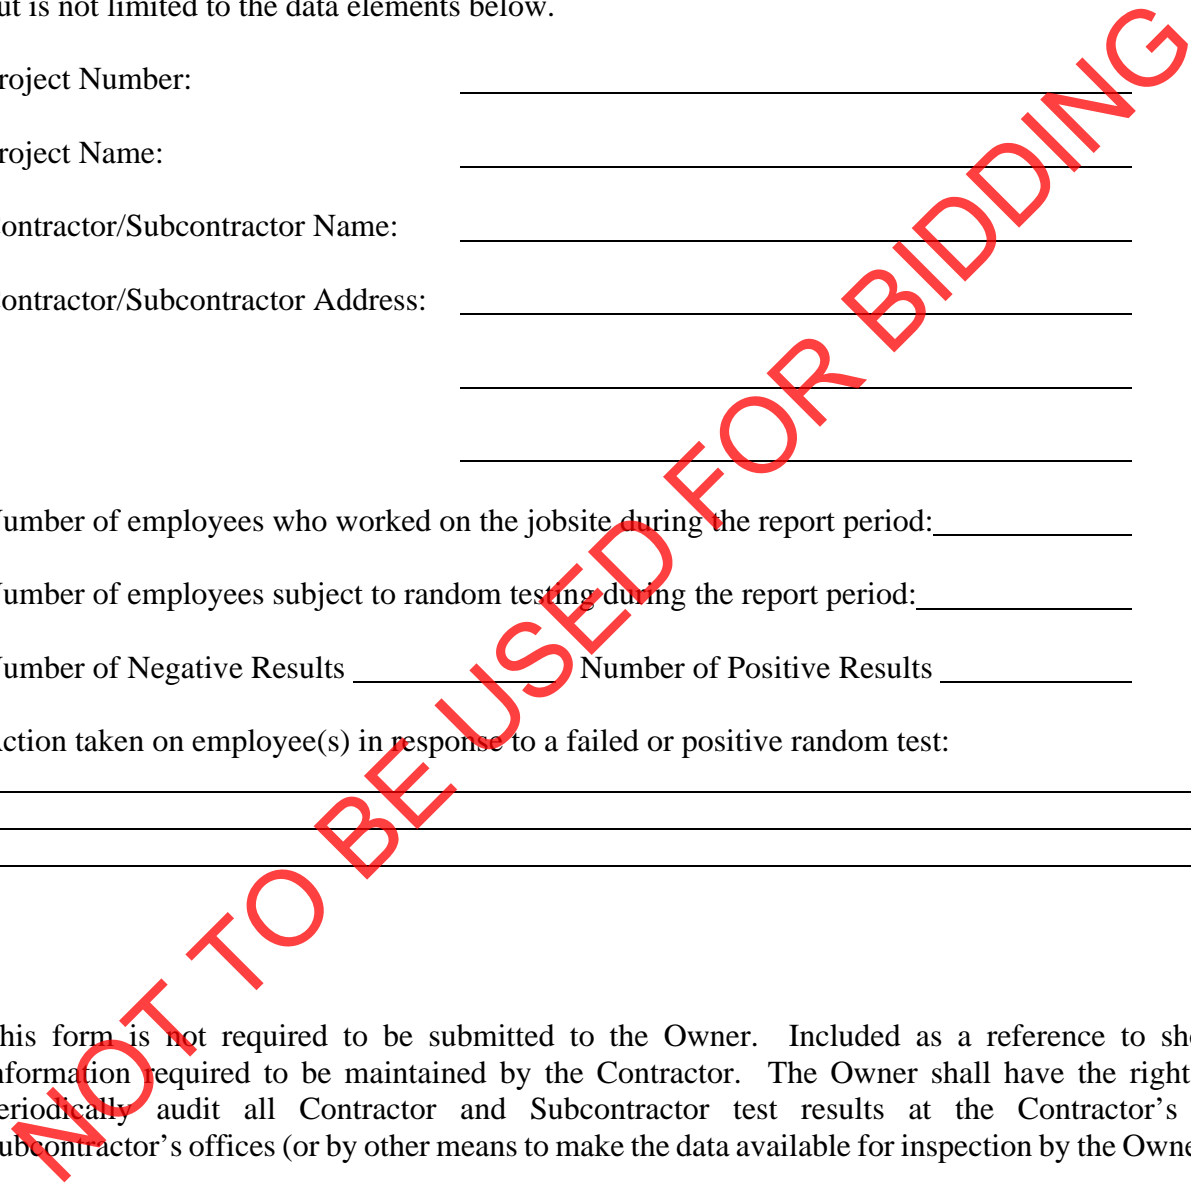 ut is not limited to the data elements below.
roject Number:
roject Name:
ontractor/Subcontractor Name:
ontractor/Subcontractor Address:
umber of employees who worked on the jobsite during the report period:
umber of employees subject to random testing during the report period:
umber of Negative Results Number of Positive Results
ction taken on employee(s) in response to a failed or positive random test:
his form is not required to be submitted to the Owner. Included as a reference to sh
nformation required to be maintained by the Contractor. The Owner shall have the right
eriodically audit all Contractor and Subcontractor test results at the Contractor's
ubcontractor's offices (or by other means to make the data available for inspection by the Owne
NOT TO BE USED FOR BIDDING